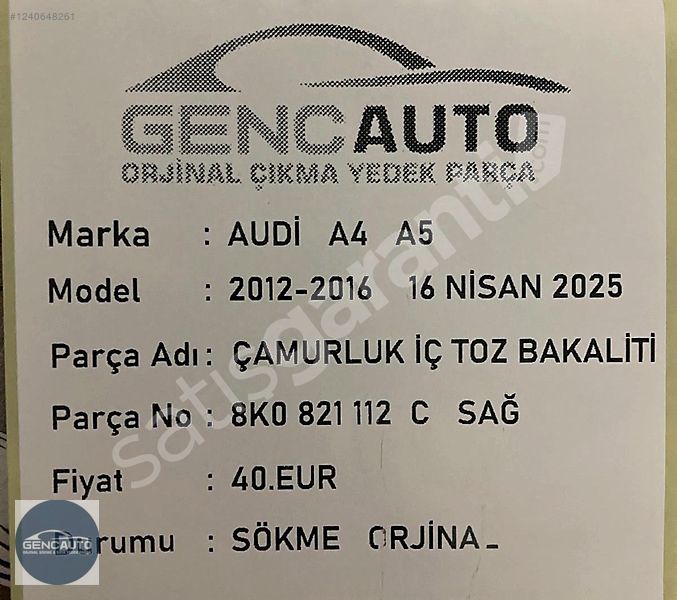 #1240648261
GENCAUTO
ORJİNAL ÇIKMA YEDEK PARÇA
Marka : AUDİ A4 A5
Model : 2012-2016 16 NİSAN 2025
Parça Adı : ÇAMURLUK İÇ TOZ BAKALİTİ
Parça No : 8K0 821 112 C SAĞ
Fiyat : 40.EUR
Durumu : SÖKME ORJİNAL
satışgaranti.com
GENCAUTO